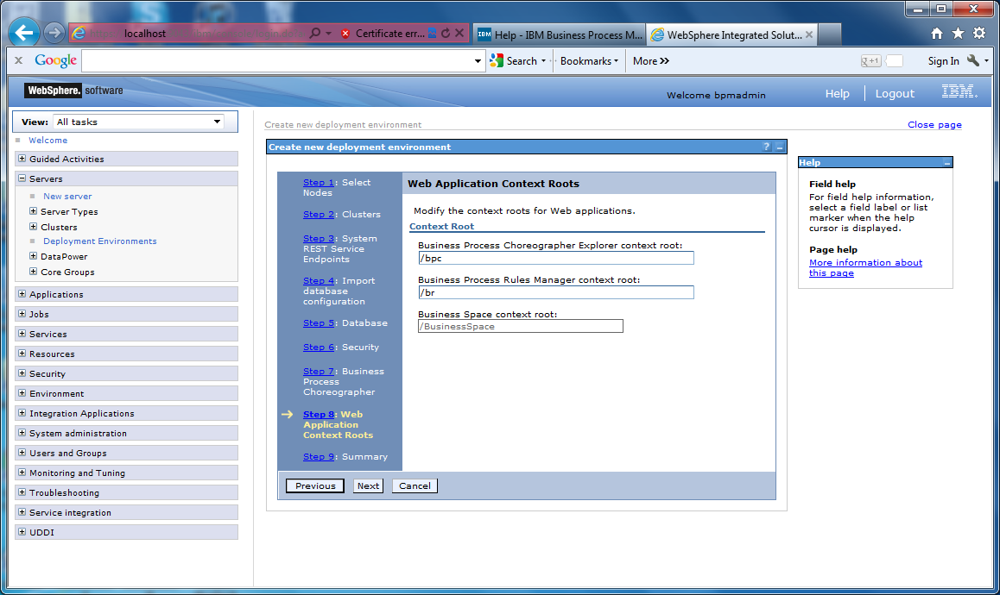 localhost
Certificate err...
IBM Help - IBM Business Process M...
WebSphere Integrated Solut...
Google
Search
Bookmarks
More
g +1
Sign In
WebSphere. software
Welcome bpmadmin
Help
Logout
IBM.
View: All tasks
Welcome
Guided Activities
Servers
New server
Server Types
Clusters
Deployment Environments
DataPower
Core Groups
Applications
Jobs
Services
Resources
Security
Environment
Integration Applications
System administration
Users and Groups
Monitoring and Tuning
Troubleshooting
Service integration
UDDI
Create new deployment environment
Close page
Create new deployment environment
?
Step 1: Select
Nodes
Step 2: Clusters
Step 3: System
REST Service
Endpoints
Step 4: Import
database
configuration
Step 5: Database
Step 6: Security
Step 7: Business
Process
Choreographer
Step 8: Web
Application
Context Roots
Step 9: Summary
Web Application Context Roots
Modify the context roots for Web applications.
Context Root
Business Process Choreographer Explorer context root:
/bpc
Business Process Rules Manager context root:
/br
Business Space context root:
/BusinessSpace
Previous
Next
Cancel
Help
Field help
For field help information,
select a field label or list
marker when the help
cursor is displayed.
Page help
More information about
this page